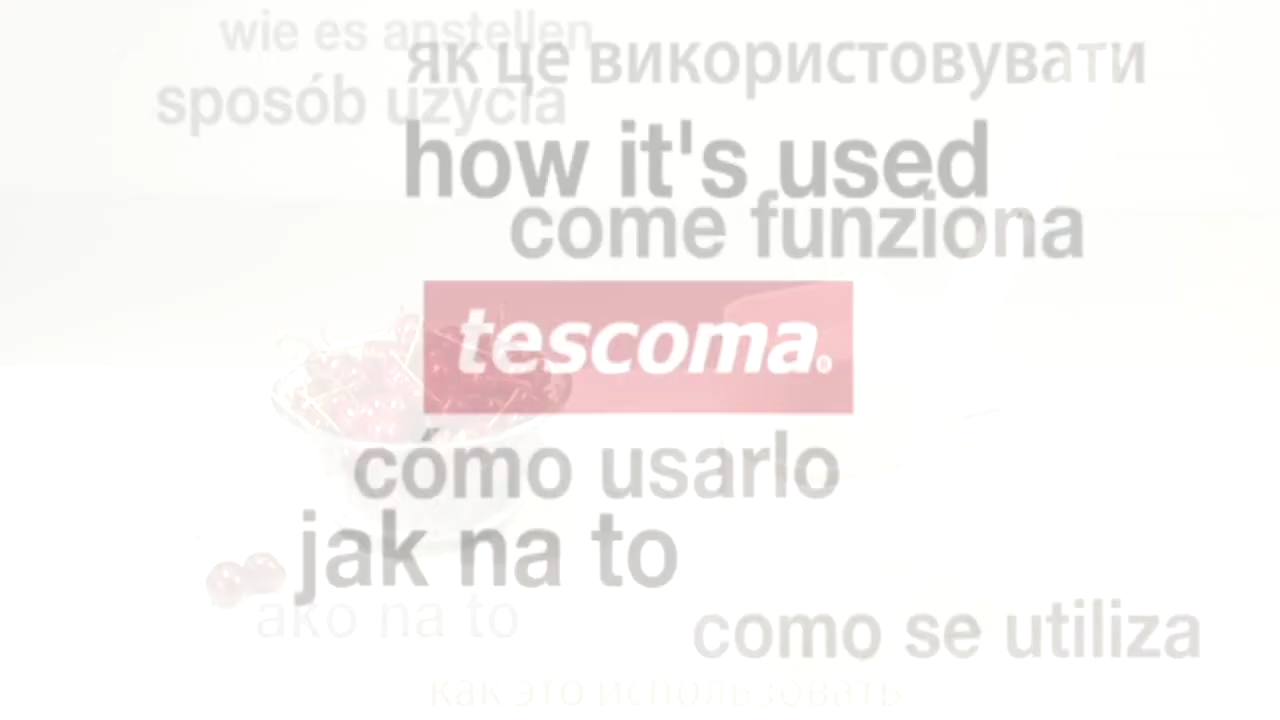 wie es anstellen
як це використовувати
sposób użycia
how it's used
come funziona
tescoma®
como usarlo
jak na to
ako na to
como se utiliza
как это использовать